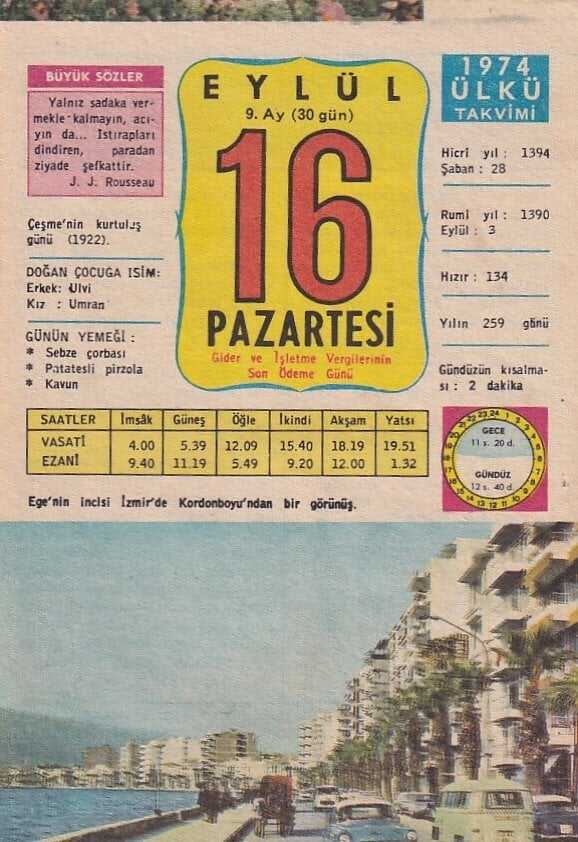 BÜYÜK SÖZLER
Yalnız sadaka ver-
mekle kalmayın, acı-
yın da... Istırapları
dindiren, paradan
ziyade şefkattir.
J. J. Rousseau
Çeşme'nin kurtuluş
günü (1922).
DOĞAN ÇOCUGA ISİM:
Erkek: Ulvi
Kız : Umran
GÜNÜN YEMEĞİ :
* Sebze çorbası
* Patatesli pirzola
* Kavun
EYLÜL
9. Ay (30 gün)
16
PAZARTESİ
Gider ve İşletme Vergilerinin
Son Ödeme Günü
1974
ÜLKÜ
TAKVİMİ
Hicrî yıl : 1394
Şaban : 28
Rumî yıl : 1390
Eylül : 3
Hızır : 134
Yılın 259 günü
Gündüzün kısalma-
sı : 2 dakika
SAATLER İmsâk Güneş Öğle İkindi Akşam Yatsı
VASATİ 4.00 5.39 12.09 15.40 18.19 19.51
EZANİ 9.40 11.19 5.49 9.20 12.00 1.32
GECE
11 s. 20 d.
GÜNDÜZ
12 s. 40 d.
Ege'nin incisi İzmir'de Kordonboyu'ndan bir görünüş.